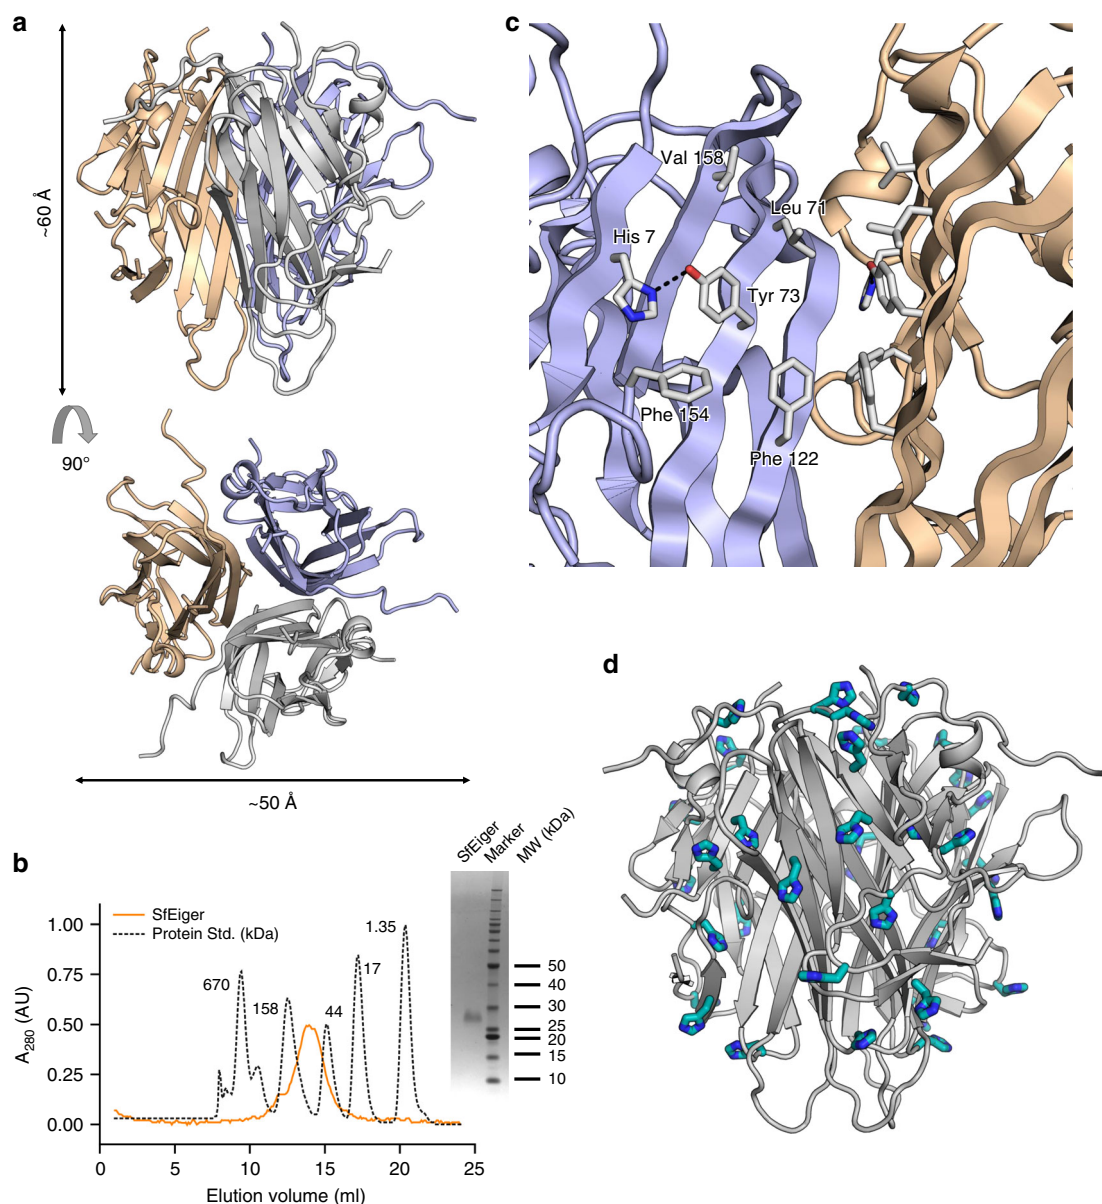 a
~60 Å
90°
~50 Å
c
Val 158
Leu 71
His 7
Tyr 73
Phe 154
Phe 122
b
SfEiger
Marker
MW (kDa)
SfEiger
Protein Std. (kDa)
1.35
670
158
44
17
50
40
30
25
20
15
10
A280 (AU)
1.00
0.75
0.50
0.25
0.00
0
5
10
15
20
25
Elution volume (ml)
d